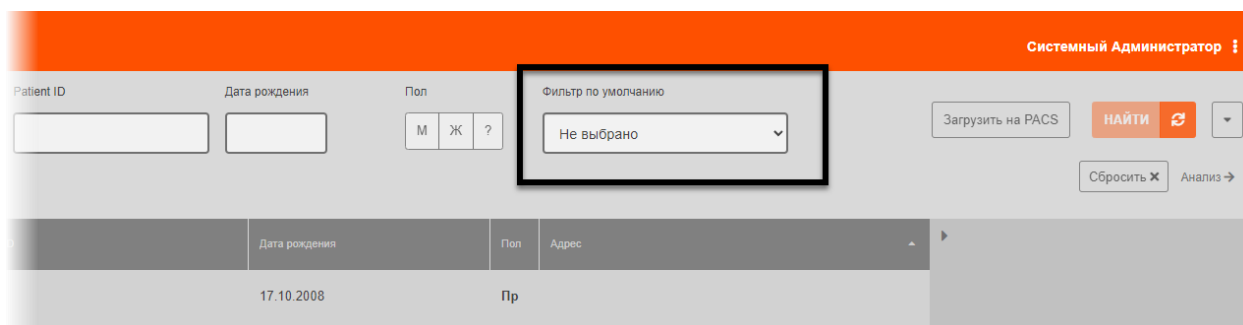 Системный Администратор
Patient ID Дата рождения Пол Фильтр по умолчанию
М Ж ? Не выбрано Загрузить на PACS НАЙТИ
Сбросить Анализ
Дата рождения Пол Адрес
17.10.2008 Пр